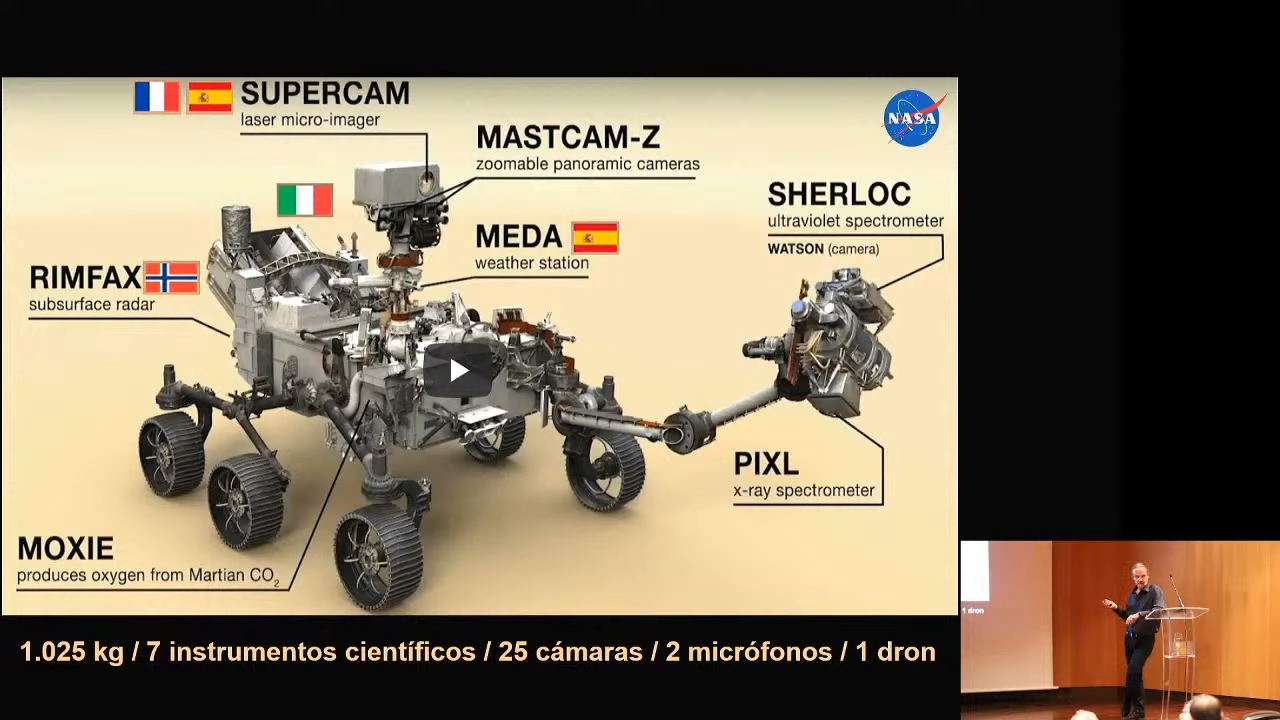 SUPERCAM
laser micro-imager
NASA
MASTCAM-Z
zoomable panoramic cameras
SHERLOC
ultraviolet spectrometer
WATSON (camera)
MEDA
weather station
RIMFAX
subsurface radar
PIXL
x-ray spectrometer
MOXIE
produces oxygen from Martian CO₂
1.025 kg / 7 instrumentos científicos / 25 cámaras / 2 micrófonos / 1 dron
1 dron